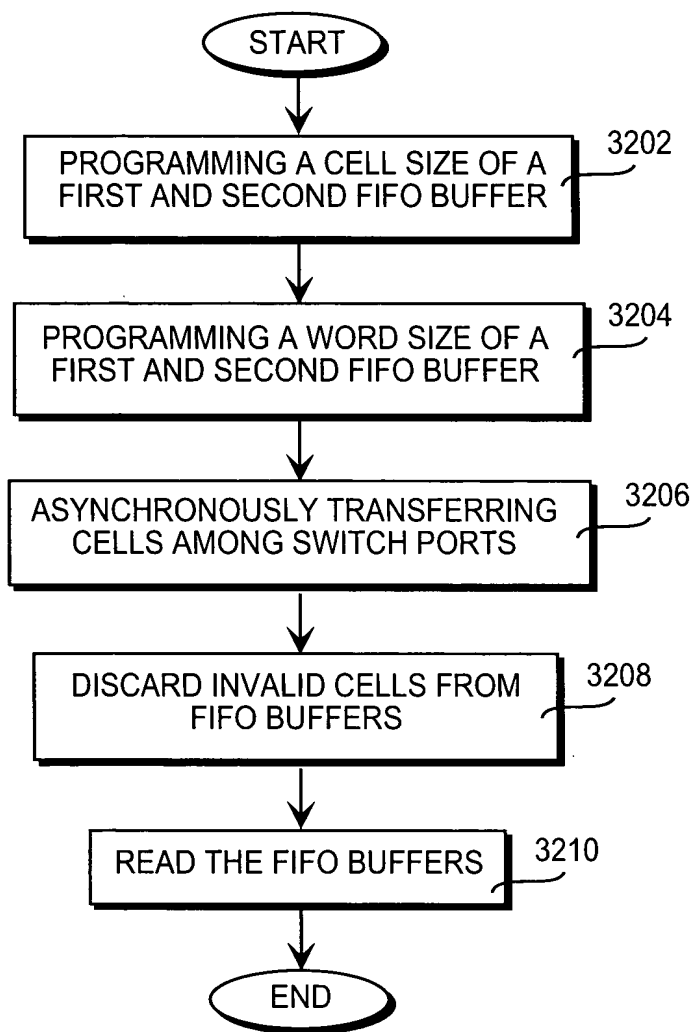 START
PROGRAMMING A CELL SIZE OF A
FIRST AND SECOND FIFO BUFFER
3202
PROGRAMMING A WORD SIZE OF A
FIRST AND SECOND FIFO BUFFER
3204
ASYNCHRONOUSLY TRANSFERRING
CELLS AMONG SWITCH PORTS
3206
DISCARD INVALID CELLS FROM
FIFO BUFFERS
3208
READ THE FIFO BUFFERS
3210
END